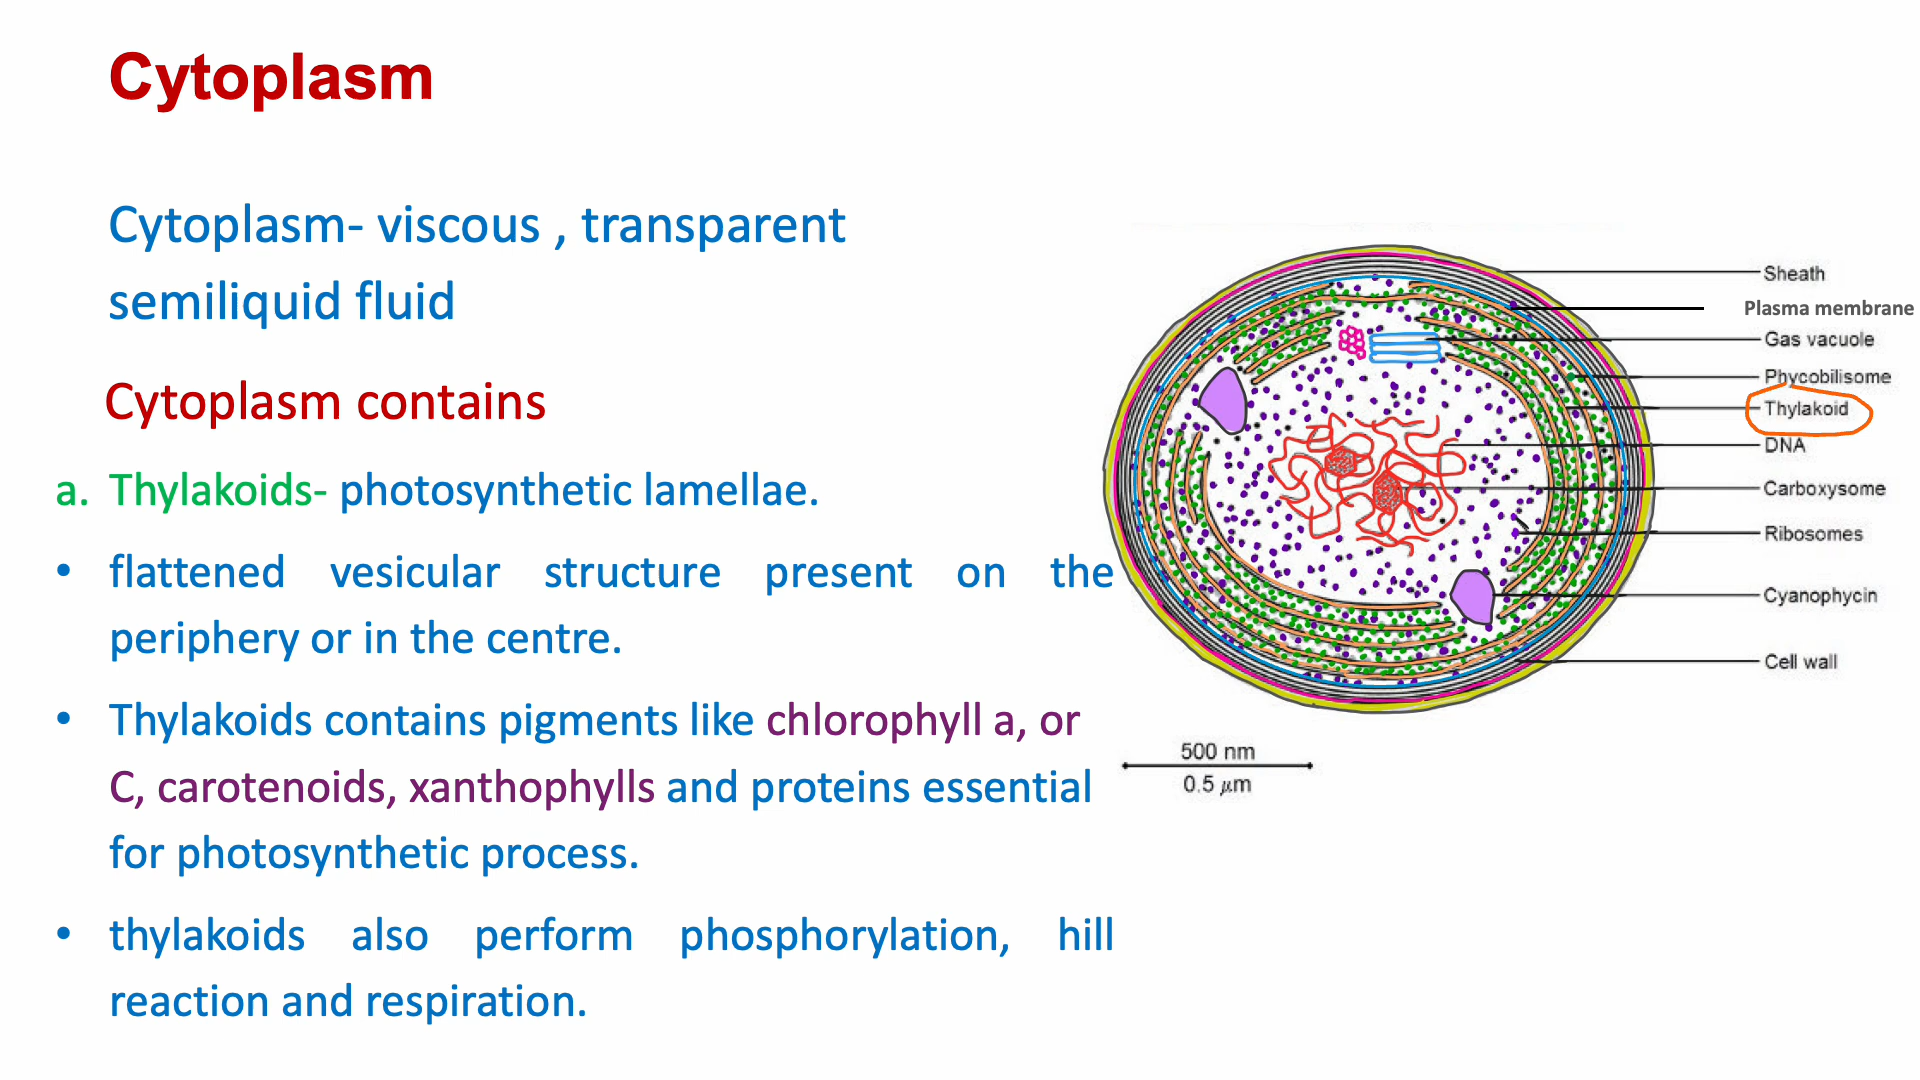 Cytoplasm
Cytoplasm- viscous , transparent
semiliquid fluid
Cytoplasm contains
a. Thylakoids- photosynthetic lamellae.
• flattened vesicular structure present on the
periphery or in the centre.
• Thylakoids contains pigments like chlorophyll a, or
C, carotenoids, xanthophylls and proteins essential
for photosynthetic process.
• thylakoids also perform phosphorylation, hill
reaction and respiration.
Sheath
Plasma membrane
Gas vacuole
Phycobilisome
Thylakoid
DNA
Carboxysome
Ribosomes
Cyanophycin
Cell wall
500 nm
0.5 μm